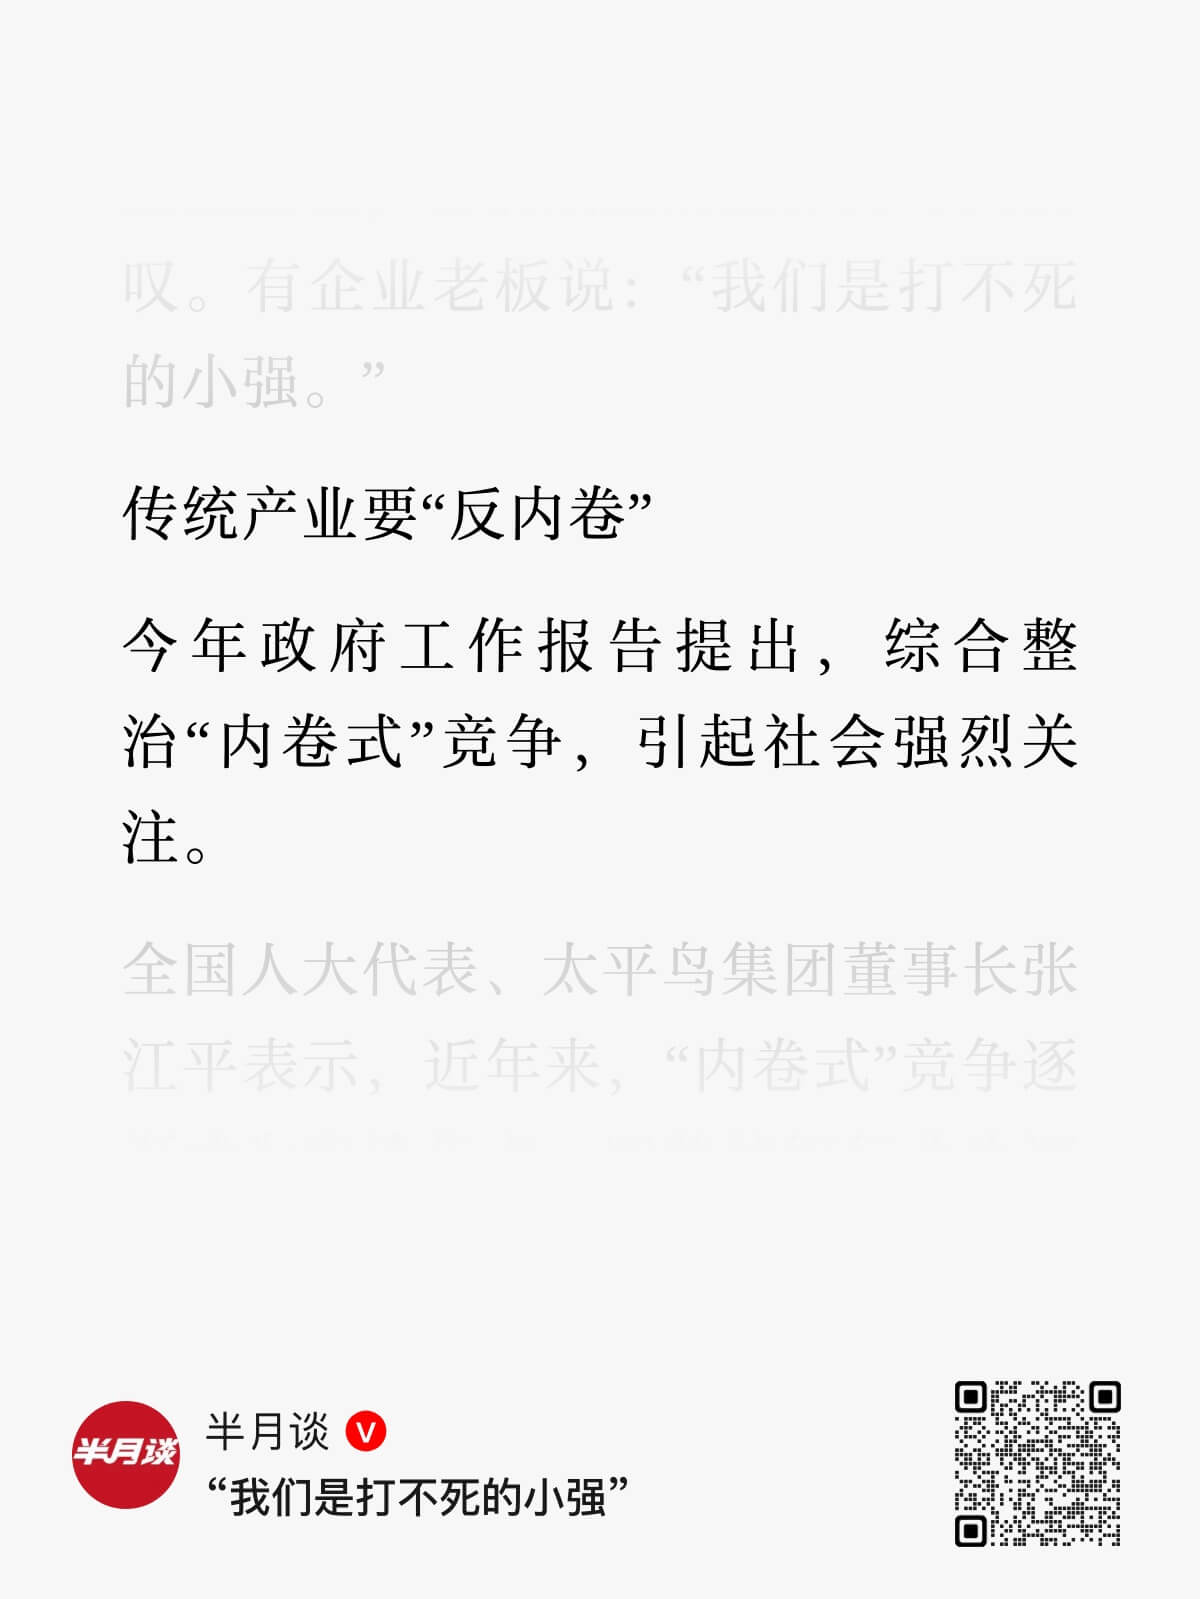 叹。有企业老板说：“我们是打不死
的小强。”
传统产业要“反内卷”
今年政府工作报告提出，综合整
治“内卷式”竞争，引起社会强烈关
注。
全国人大代表、太平鸟集团董事长张
江平表示，近年来，“内卷式”竞争逐
半月谈
半月谈 V
“我们是打不死的小强”